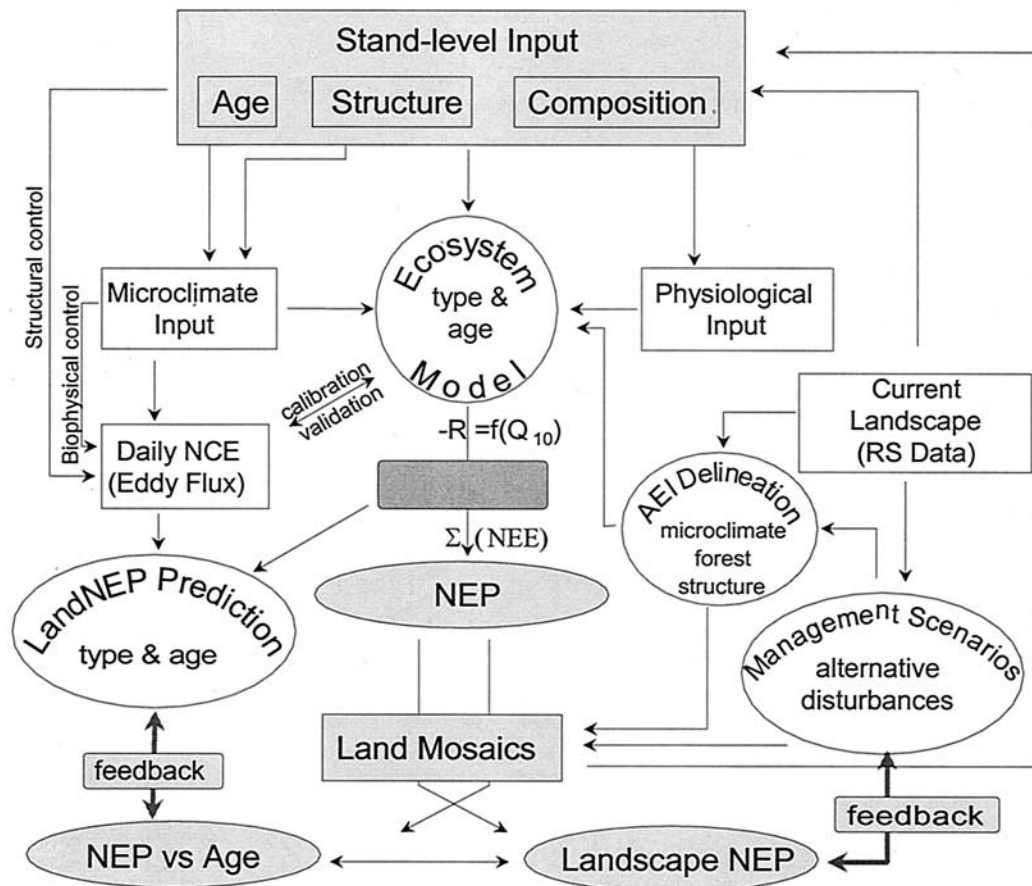 Stand-level Input
Age
Structure
Composition
Structural control
Biophysical control
Microclimate
Input
Ecosystem
type &
age
Model
Physiological
Input
calibration
validation
Current
Landscape
(RS Data)
Daily NCE
(Eddy Flux)
-R =f(Q10)
AEI Delineation
microclimate
forest
structure
Σ (NEE)
LandNEP Prediction
type & age
NEP
Management Scenarios
alternative
disturbances
Land Mosaics
feedback
feedback
NEP vs Age
Landscape NEP